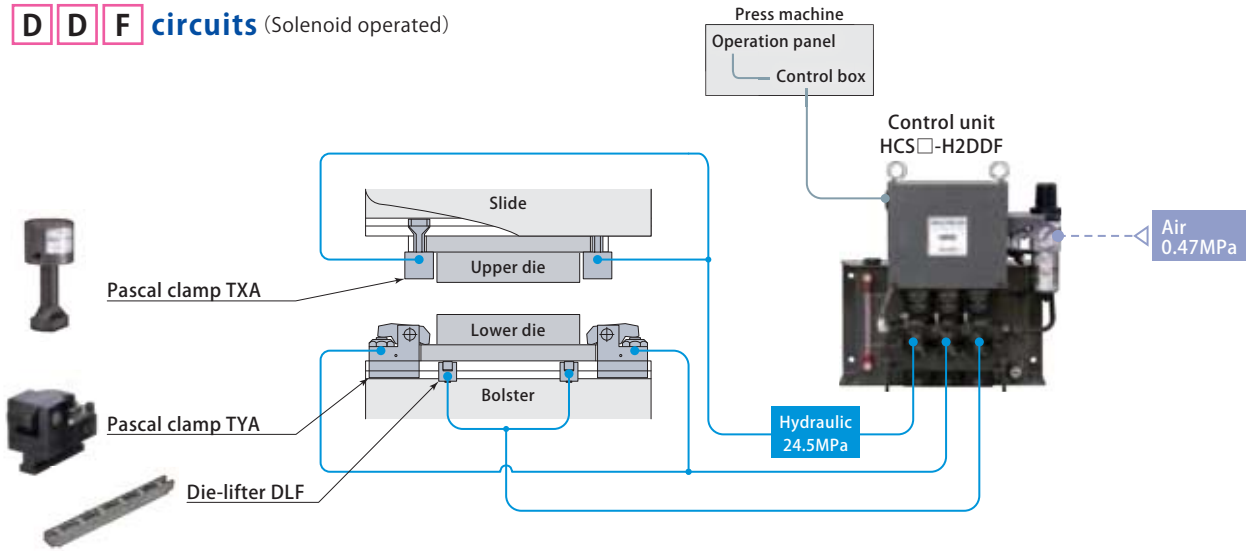 D D F circuits (Solenoid operated)
Press machine
Operation panel
Control box
Control unit
HCS□-H2DDF
Air
0.47MPa
Slide
Upper die
Pascal clamp TXA
Lower die
Bolster
Pascal clamp TYA
Hydraulic
24.5MPa
Die-lifter DLF